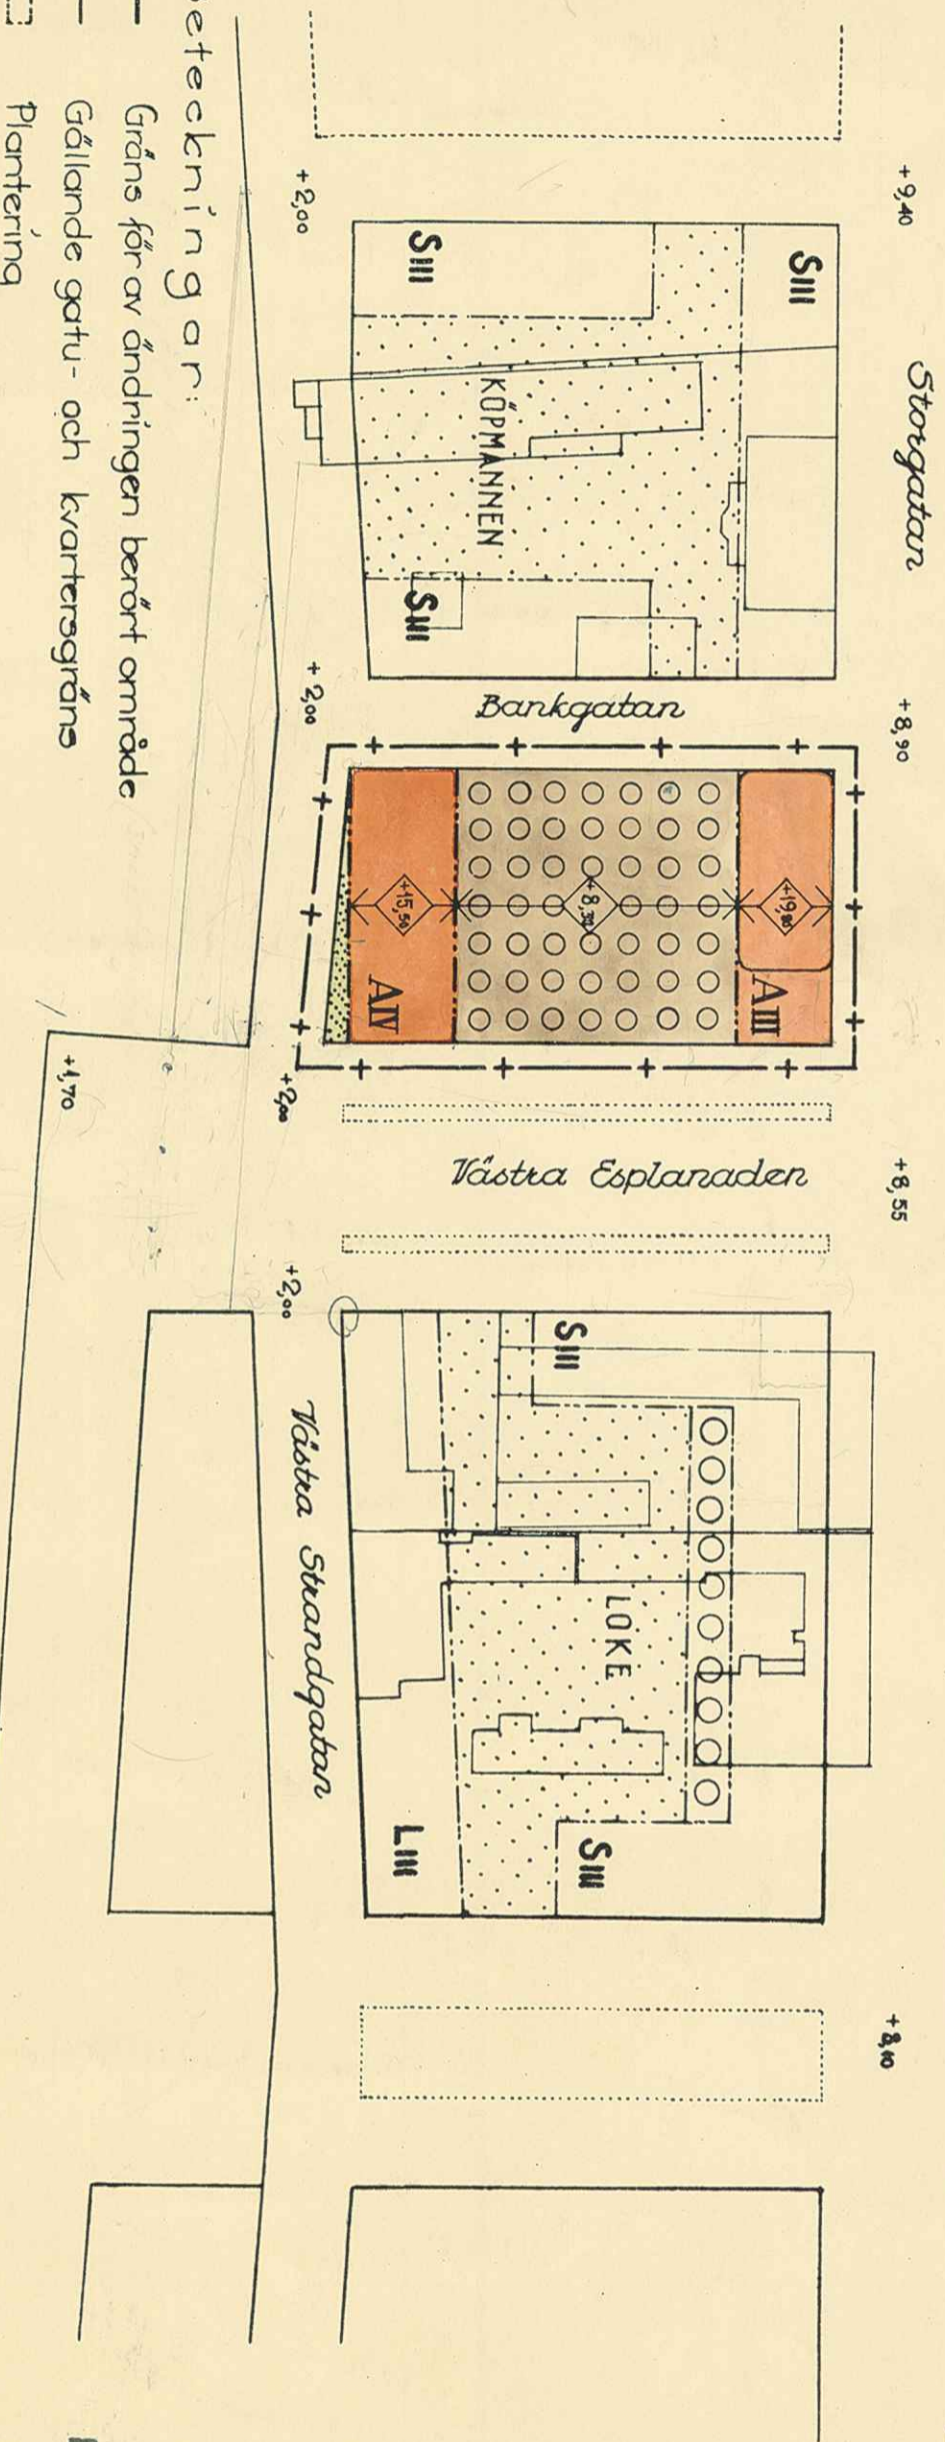 Storgatan
+9,40
+8,90
+8,55
+8,10
SIII
SIII
KÖPMANNEN
SIII
+2,00
+2,00
Bankgatan
+19,80
AIII
+8,30
+15,50
AIV
+2,00
Västra Esplanaden
+2,00
+1,70
SIII
LOKE
SIII
LIII
Västra Strandgatan
eteckningar:
Gräns för av ändringen berört område
Gällande gatu- och kvartersgräns
Plantering